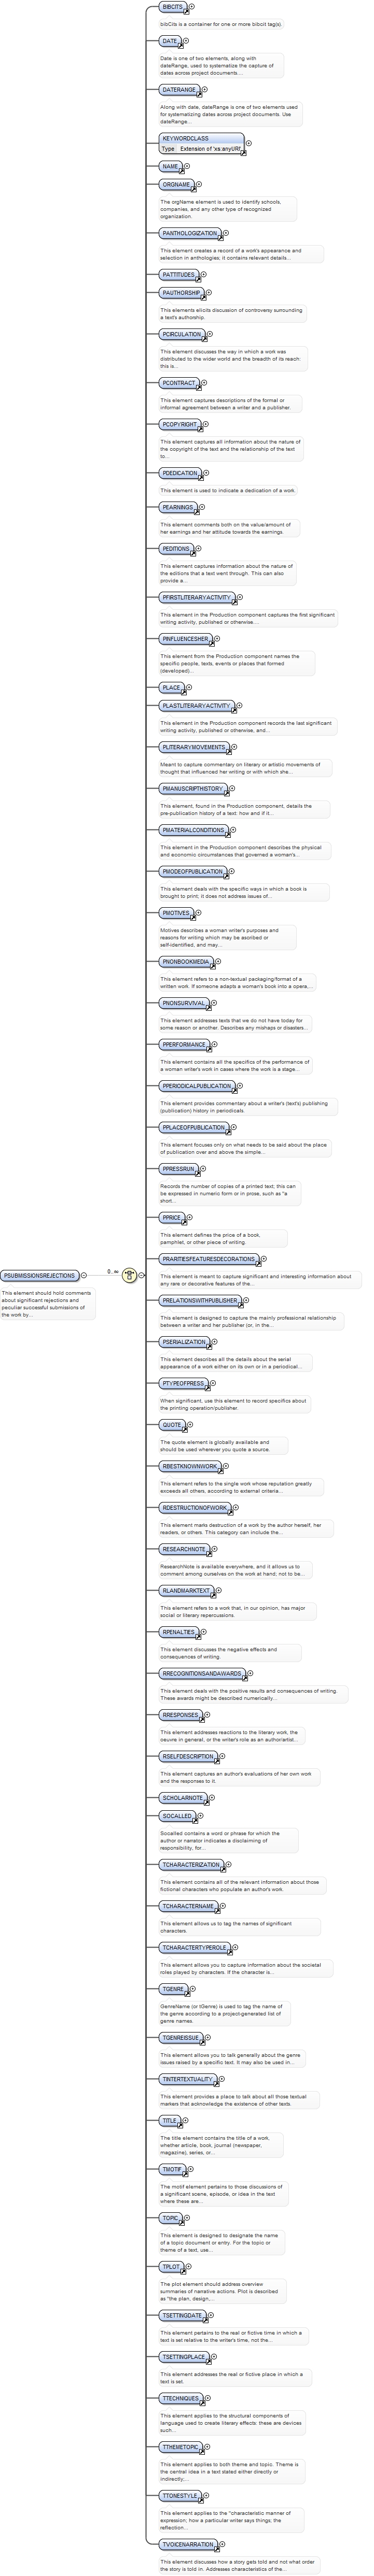 BIBCITS
bibCits is a container for one or more bibcit tag(s).
DATE
Date is one of two elements, along with
dateRange, used to systematize the capture of
dates across project documents....
DATERANGE
Along with date, dateRange is one of two elements used
for systematizing dates across project documents. Use
dateRange...
KEYWORDCLASS
Type Extension of 'xs:anyURI'
NAME
ORGNAME
The orgName element is used to identify schools,
companies, and any other type of recognized
organization.
PANTHOLOGIZATION
This element creates a record of a work's appearance and
selection in anthologies; it contains relevant details...
PATTITUDES
PAUTHORSHIP
This elements elicits discussion of controversy surrounding
a text's authorship.
PCIRCULATION
This element discusses the way in which a work was
distributed to the wider world and the breadth of its reach:
this is...
PCONTRACT
This element captures descriptions of the formal or
informal agreement between a writer and a publisher.
PCOPYRIGHT
This element captures all information about the nature of
the copyright of the text and the relationship of the text
to...
PDEDICATION
This element is used to indicate a dedication of a work.
PEARNINGS
This element comments both on the value/amount of
her earnings and her attitude towards the earnings.
PEDITIONS
This element captures information about the nature of
the editions that a text went through. This can also
provide a...
PFIRSTLITERARYACTIVITY
This element in the Production component captures the first significant
writing activity, published or otherwise....
PINFLUENCESHER
This element from the Production component names the
specific people, texts, events or places that formed
(developed)...
PLACE
PLASTLITERARYACTIVITY
This element in the Production component records the last significant
writing activity, published or otherwise, and...
PLITERARYMOVEMENTS
Meant to capture commentary on literary or artistic movements of
thought that influenced her writing or with which she...
PMANUSCRIPTHISTORY
This element, found in the Production component, details the
pre-publication history of a text: how and if it...
PMATERIALCONDITIONS
This element in the Production component describes the physical
and economic circumstances that governed a woman's...
PMODEOFPUBLICATION
This element deals with the specific ways in which a book is
brought to print; it does not address issues of...
PMOTIVES
Motives describes a woman writer's purposes and
reasons for writing which may be ascribed or
self-identified, and may...
PNONBOOKMEDIA
This element refers to a non-textual packaging/format of a
written work. If someone adapts a woman's book into a opera,...
PNONSURVIVAL
This element addresses texts that we do not have today for
some reason or another. Describes any mishaps or disasters...
PPERFORMANCE
This element contains all the specifics of the performance of
a woman writer's work in cases where the work is a stage...
PPERIODICALPUBLICATION
This element provides commentary about a writer's (text's) publishing
(publication) history in periodicals.
PPLACEOFPUBLICATION
This element focuses only on what needs to be said about the place
of publication over and above the simple...
PPRESSRUN
Records the number of copies of a printed text; this can
be expressed in numeric form or in prose, such as "a
short...
PPRICE
This element defines the price of a book,
pamphlet, or other piece of writing.
PRARITIESFEATURESDECORATIONS
PSUBMISSIONSREJECTIONS
0..∞
This element is meant to capture significant and interesting information about
any rare or decorative features of the...
This element should hold comments
about significant rejections and
peculiar successful submissions of
the work by...
PRELATIONSWITHPUBLISHER
This element is designed to capture the mainly professional relationship
between a writer and her publisher (or, in the...
PSERIALIZATION
This element describes all the details about the serial
appearance of a work either on its own or in a periodical...
PTYPEOFPRESS
When significant, use this element to record specifics about
the printing operation/publisher.
QUOTE
The quote element is globally available and
should be used wherever you quote a source.
RBESTKNOWNWORK
This element refers to the single work whose reputation greatly
exceeds all others, according to external criteria...
RDESTRUCTIONOFWORK
This element marks destruction of a work by the author herself, her
readers, or others. This category can include the...
RESEARCHNOTE
ResearchNote is available everywhere, and it allows us to
comment among ourselves on the work at hand; not to be...
RLANDMARKTEXT
This element refers to a work that, in our opinion, has major
social or literary repercussions.
RPENALTIES
This element discusses the negative effects and
consequences of writing.
RRECOGNITIONSANDAWARDS
This element deals with the positive results and consequences of writing.
These awards might be described numerically...
RRESPONSES
This element addresses reactions to the literary work, the
oeuvre in general, or the writer's role as an author/artist...
RSELFDESCRIPTION
This element captures an author's evaluations of her own work
and the responses to it.
SCHOLARNOTE
SOCALLED
Socalled contains a word or phrase for which the
author or narrator indicates a disclaiming of
responsibility, for...
TCHARACTERIZATION
This element contains all of the relevant information about those
fictional characters who populate an author's work.
TCHARACTERNAME
This element allows us to tag the names of significant
characters.
TCHARACTERTYPEROLE
This element allows you to capture information about the societal
roles played by characters. If the character is...
TGENRE
GenreName (or tGenre) is used to tag the name of
the genre according to a project-generated list of
genre names.
TGENREISSUE
This element allows you to talk generally about the genre
issues raised by a specific text. It may also be used in...
TINTERTEXTUALITY
This element provides a place to talk about all those textual
markers that acknowledge the existence of other texts.
TITLE
The title element contains the title of a work,
whether article, book, journal (newspaper,
magazine), series, or...
TMOTIF
The motif element pertains to those discussions of
a significant scene, episode, or idea in the text
where these are...
TOPIC
This element is designed to designate the name
of a topic document or entry. For the topic or
theme of a text, use...
TPLOT
The plot element should address overview
summaries of narrative actions. Plot is described
as "the plan, design,...
TSETTINGDATE
This element pertains to the real or fictive time in which a
text is set relative to the writer's time, not the...
TSETTINGPLACE
This element addresses the real or fictive place in which a
text is set.
TTECHNIQUES
This element applies to the structural components of
language used to create literary effects: these are devices
such...
TTHEMETOPIC
This element applies to both theme and topic. Theme is
the central idea in a text stated either directly or
indirectly;...
TTONESTYLE
This element applies to the "characteristic manner of
expression; how a particular writer says things; the
reflection...
TVOICENARRATION
This element discusses how a story gets told and not what order
the story is told in. Addresses characteristics of the...